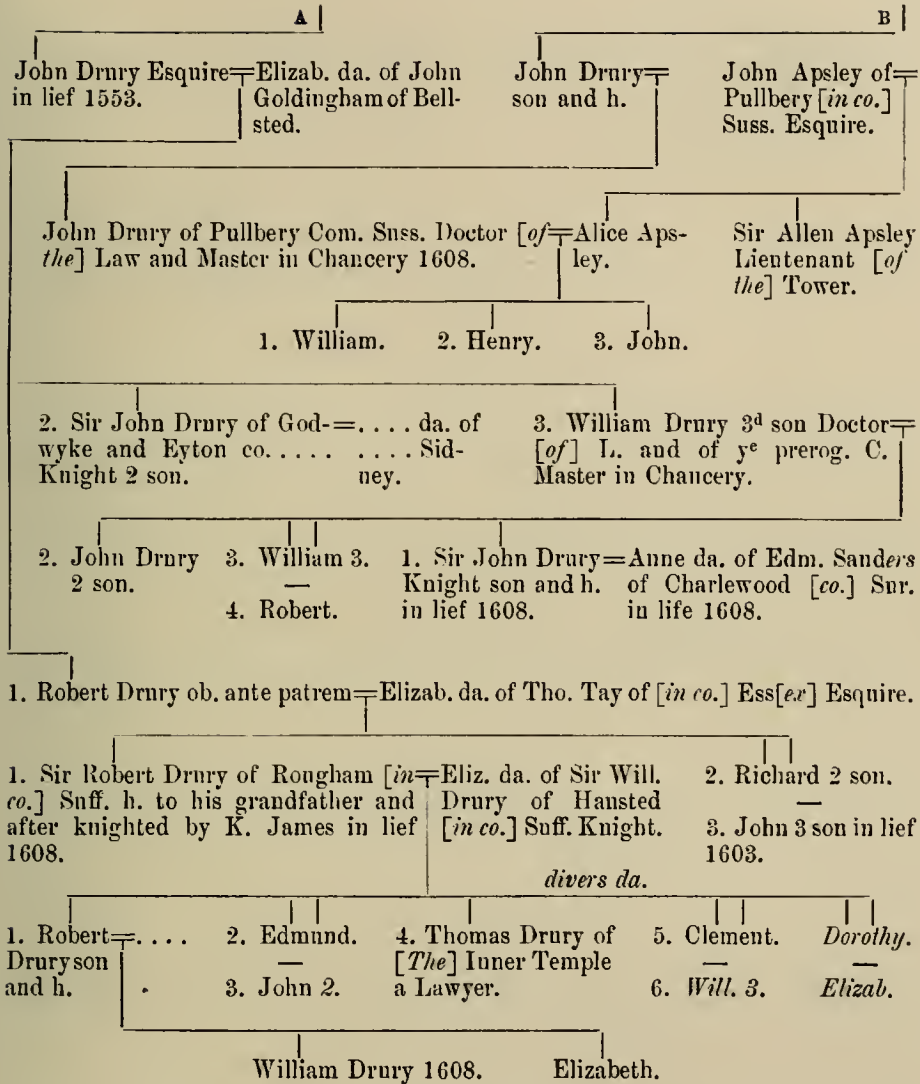 A B
John Drury Esquire=Elizab. da. of John John Drury= John Apsley of=
in lief 1553. Goldingham of Bell- son and h. Pullbery [in co.]
sted. Suss. Esquire.
John Drury of Pullbery Com. Suss. Doctor [of=Alice Aps- Sir Allen Apsley
the] Law and Master in Chancery 1608. ley. Lieutenant [of
the] Tower.
1. William. 2. Henry. 3. John.
2. Sir John Drury of God-=. . . . da. of 3. William Drury 3d son Doctor=
wyke and Eyton co. . . . . . . . . Sid- [of] L. and of ye prerog. C.
Knight 2 son. ney. Master in Chancery.
2. John Drury 3. William 3. 1. Sir John Drury=Anne da. of Edm. Sanders
2 son. — Knight son and h. of Charlewood [co.] Sur.
4. Robert. in lief 1608. in life 1608.
1. Robert Drury ob. ante patrem=Elizab. da. of Tho. Tay of [in co.] Ess[ex] Esquire.
1. Sir Robert Drury of Rougham [in=Eliz. da. of Sir Will. 2. Richard 2 son.
co.] Suff. h. to his grandfather and Drury of Hausted —
after knighted by K. James in lief [in co.] Suff. Knight. 3. John 3 son in lief
1608. 1603.
divers da.
1. Robert=. . . . 2. Edmund. 4. Thomas Drury of 5. Clement. Dorothy.
Drury son — [The] Inner Temple — —
and h. 3. John 2. a Lawyer. 6. Will. 3. Elizab.
William Drury 1608. Elizabeth.